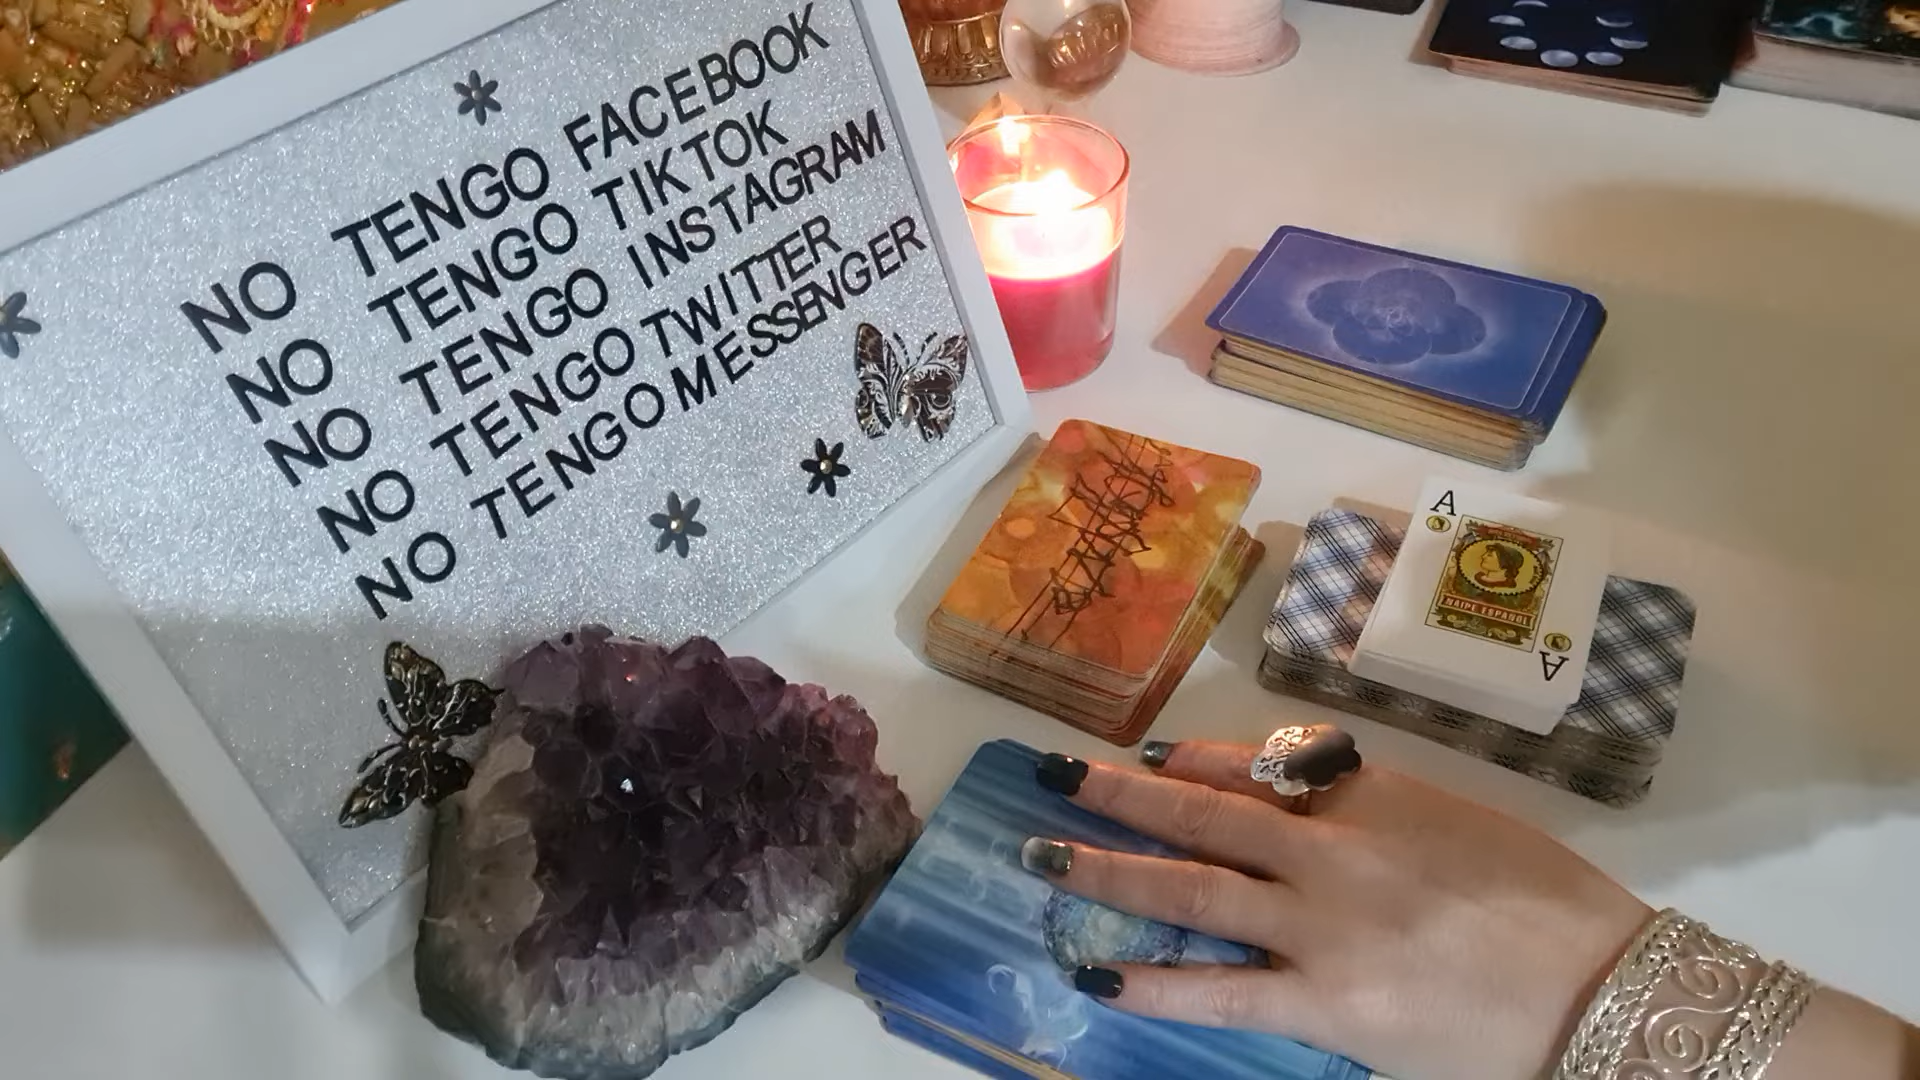 NO TENGO FACEBOOK
NO TENGO TIKTOK
NO TENGO INSTAGRAM
NO TENGO TWITTER
NO TENGO MESSENGER
A
NAIPE ESPAÑOL
A